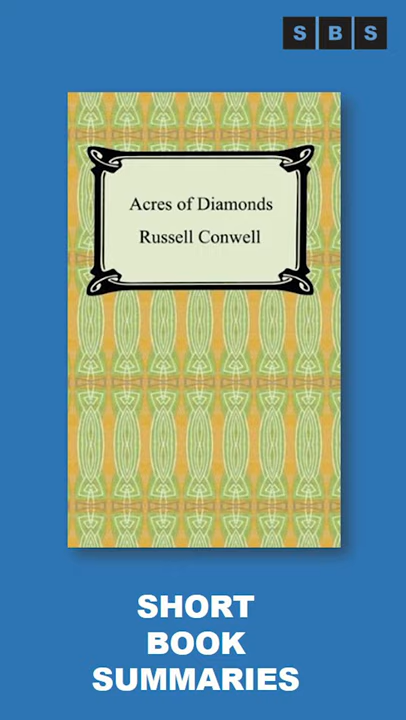 S B S
Acres of Diamonds
Russell Conwell
SHORT
BOOK
SUMMARIES